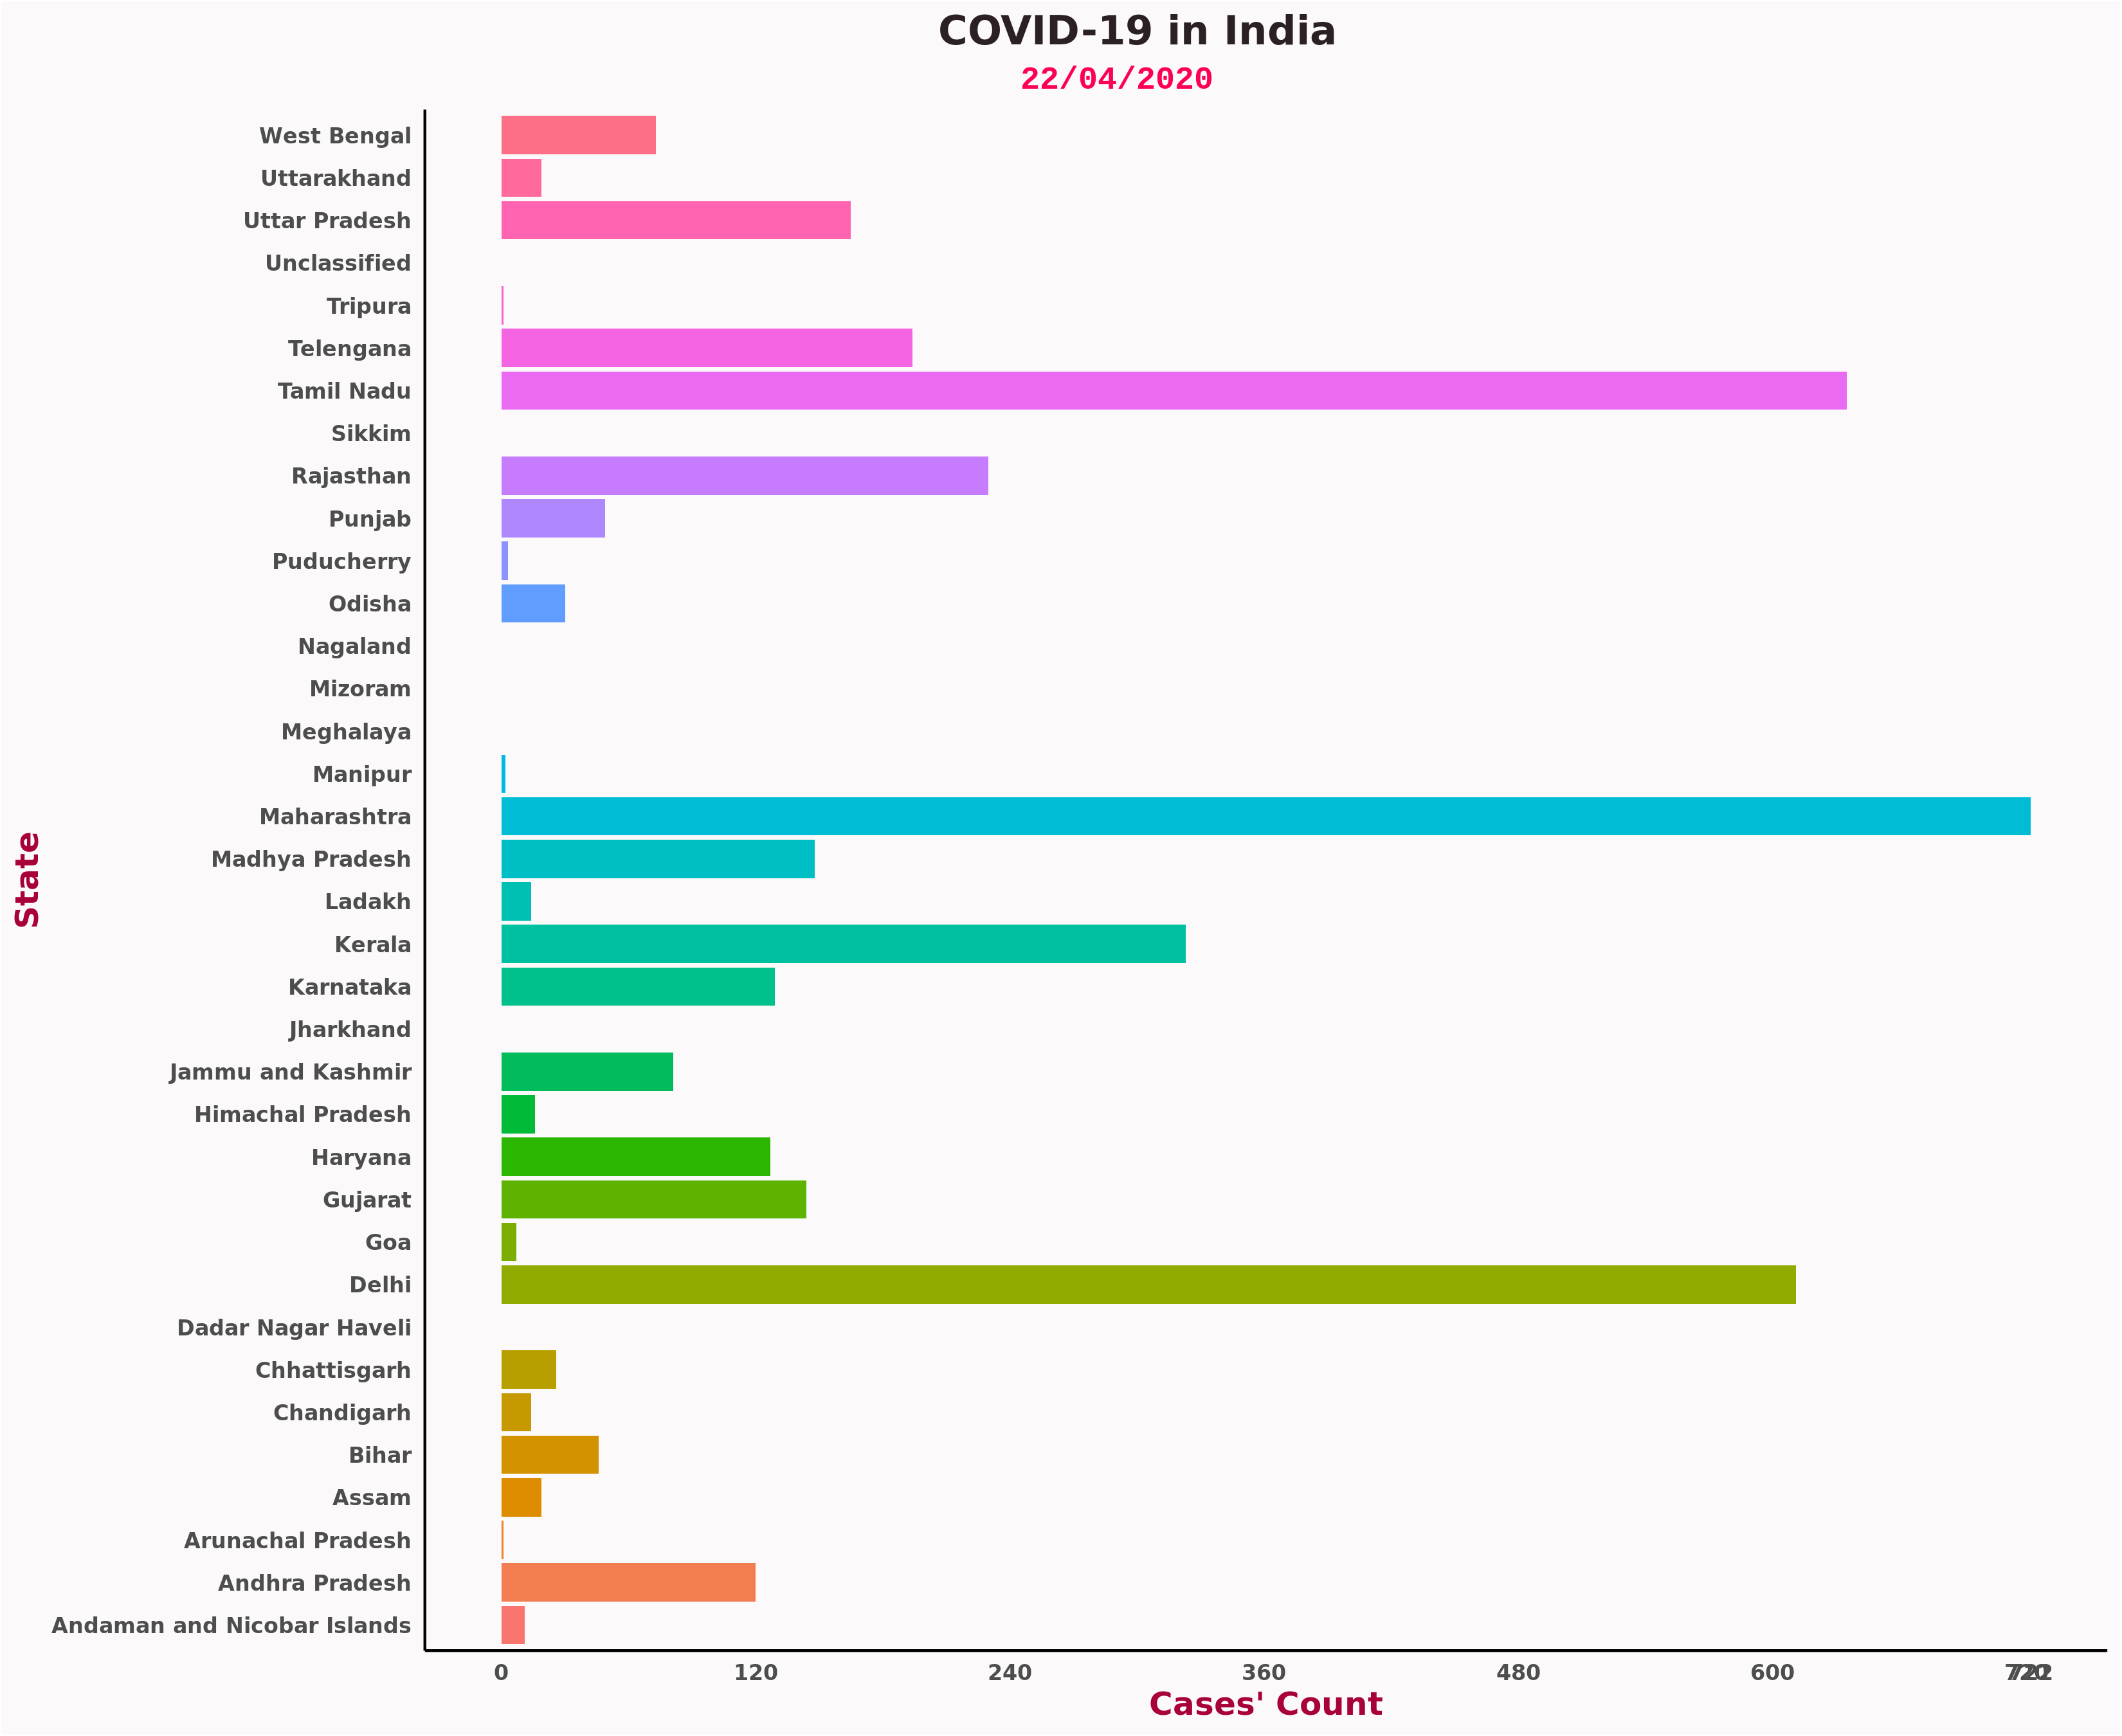 COVID-19 in India
22/04/2020
West Bengal
Uttarakhand
Uttar Pradesh
Unclassified
Tripura
Telengana
Tamil Nadu
Sikkim
Rajasthan
Punjab
Puducherry
Odisha
Nagaland
Mizoram
Meghalaya
Manipur
Maharashtra
Madhya Pradesh
Ladakh
Kerala
Karnataka
Jharkhand
Jammu and Kashmir
Himachal Pradesh
Haryana
Gujarat
Goa
Delhi
Dadar Nagar Haveli
Chhattisgarh
Chandigarh
Bihar
Assam
Arunachal Pradesh
Andhra Pradesh
Andaman and Nicobar Islands
State
0 120 240 360 480 600 720 722
Cases' Count